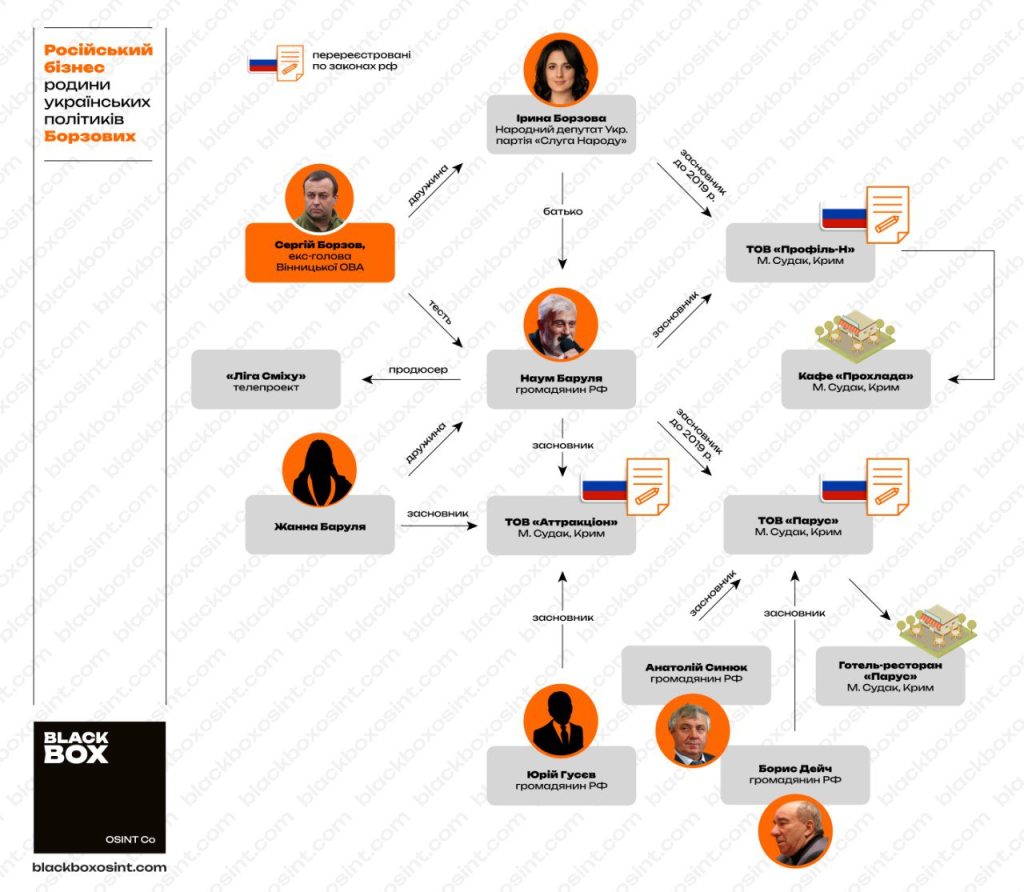 Російський
бізнес
родини
українських
політиків
Борзових
перереєстровані
по законах рф
Ірина Борзова
Народний депутат Укр.
партія «Слуга Народу»
дружина
засновник
до 2019 р.
батько
Сергій Борзов,
екс-голова
Вінницької ОВА
ТОВ «Профіль-Н»
М. Судак, Крим
тесть
засновник
«Ліга Сміху»
телепроект
продюсер
Наум Баруля
громадянин РФ
Кафе «Прохлада»
М. Судак, Крим
дружина
засновник
засновник
до 2019 р.
Жанна Баруля
засновник
ТОВ «Аттракціон»
М. Судак, Крим
ТОВ «Парус»
М. Судак, Крим
засновник
засновник
засновник
Анатолій Синюк
громадянин РФ
Готель-ресторан
«Парус»
М. Судак, Крим
Юрій Гусєв
громадянин РФ
Борис Дейч
громадянин РФ
BLACK
BOX
OSINT Co
blackboxosint.com